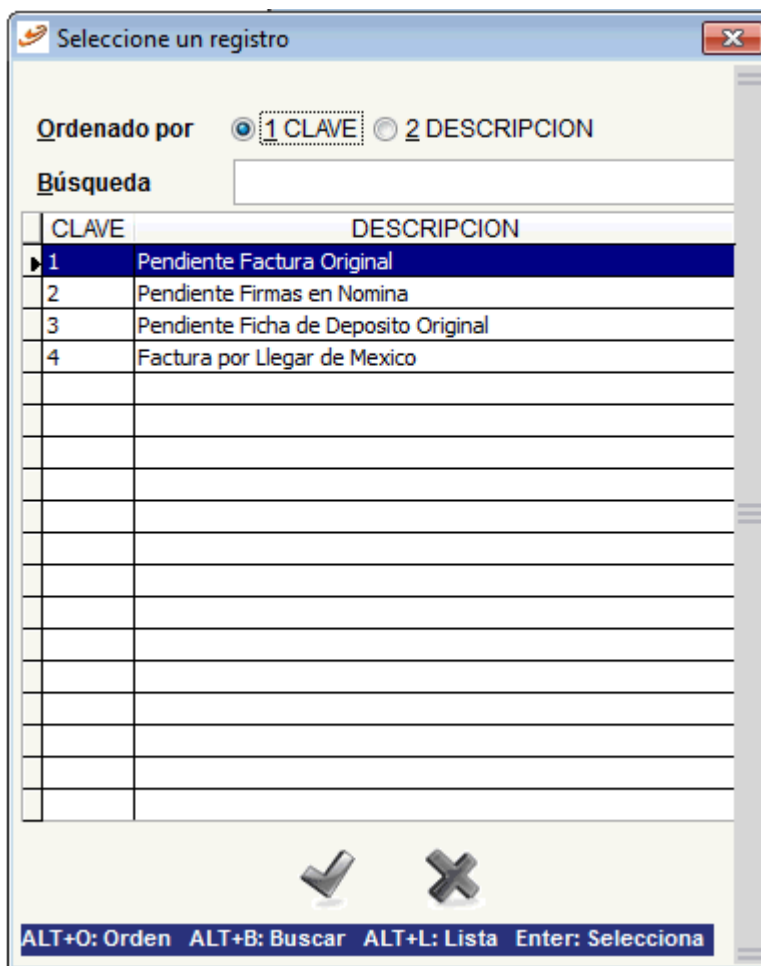 Seleccione un registro
Ordenado por 1 CLAVE 2 DESCRIPCION
Búsqueda
CLAVE DESCRIPCION
1 Pendiente Factura Original
2 Pendiente Firmas en Nomina
3 Pendiente Ficha de Deposito Original
4 Factura por Llegar de Mexico
ALT+O: Orden ALT+B: Buscar ALT+L: Lista Enter: Selecciona